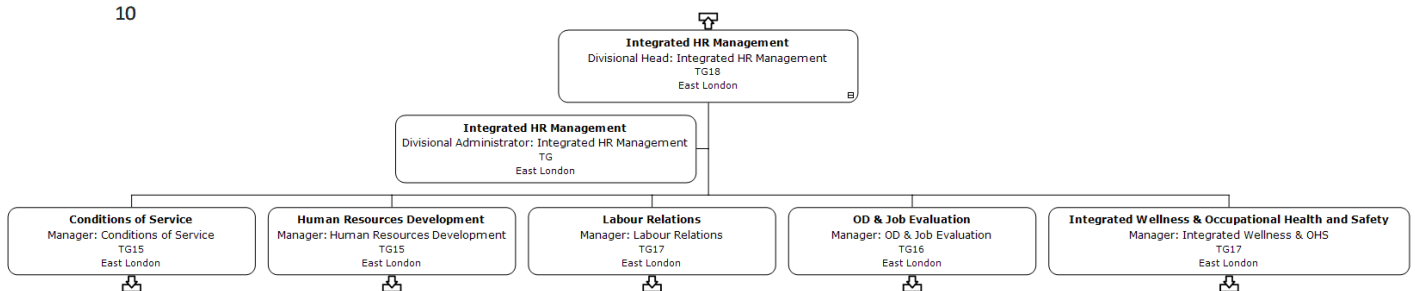 10
Integrated HR Management
Divisional Head: Integrated HR Management
TG18
East London
Integrated HR Management
Divisional Administrator: Integrated HR Management
TG
East London
Conditions of Service
Manager: Conditions of Service
TG15
East London
Human Resources Development
Manager: Human Resources Development
TG15
East London
Labour Relations
Manager: Labour Relations
TG17
East London
OD & Job Evaluation
Manager: OD & Job Evaluation
TG16
East London
Integrated Wellness & Occupational Health and Safety
Manager: Integrated Wellness & OHS
TG17
East London